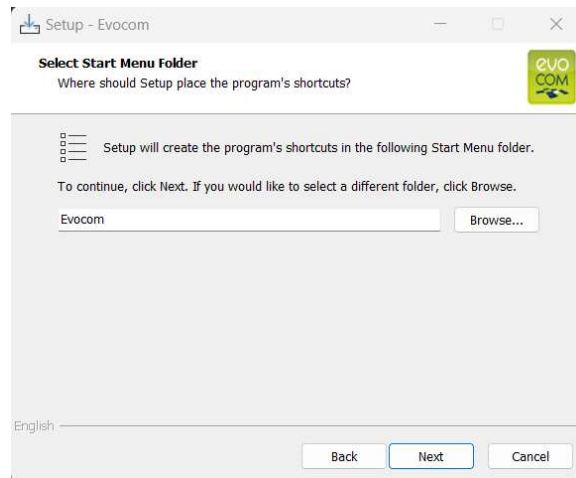 Setup - Evocom
Select Start Menu Folder
Where should Setup place the program's shortcuts?
evo
COM
Setup will create the program's shortcuts in the following Start Menu folder.
To continue, click Next. If you would like to select a different folder, click Browse.
Evocom
Browse...
English
Back
Next
Cancel